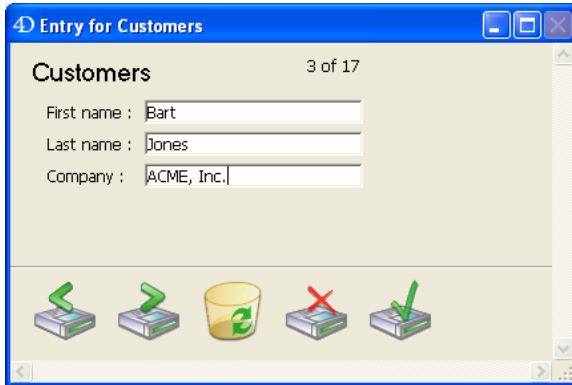 4D Entry for Customers
Customers
3 of 17
First name : Bart
Last name : Jones
Company : ACME, Inc.